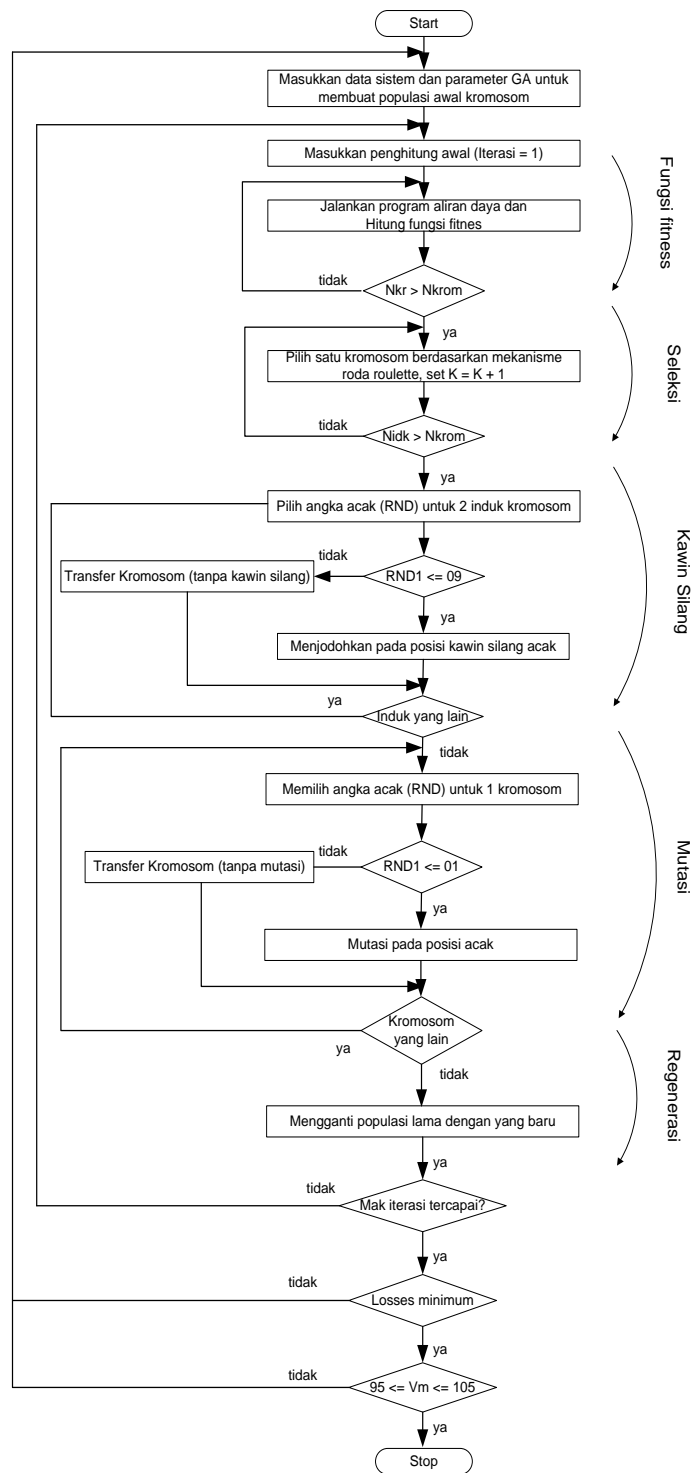 Start
Masukkan data sistem dan parameter GA untuk
membuat populasi awal kromosom
Masukkan penghitung awal (Iterasi = 1)
Fungsi fitness
Jalankan program aliran daya dan
Hitung fungsi fitnes
tidak
Nkr > Nkrom
ya
Seleksi
Pilih satu kromosom berdasarkan mekanisme
roda roulette, set K = K + 1
tidak
Nidk > Nkrom
ya
Pilih angka acak (RND) untuk 2 induk kromosom
Kawin Silang
tidak
Transfer Kromosom (tanpa kawin silang)
RND1 <= 09
ya
Menjodohkan pada posisi kawin silang acak
ya
Induk yang lain
tidak
Memilih angka acak (RND) untuk 1 kromosom
Mutasi
tidak
Transfer Kromosom (tanpa mutasi)
RND1 <= 01
ya
Mutasi pada posisi acak
Kromosom
yang lain
ya
tidak
Regenerasi
Mengganti populasi lama dengan yang baru
ya
tidak
Mak iterasi tercapai?
ya
tidak
Losses minimum
ya
tidak
95 <= Vm <= 105
ya
Stop